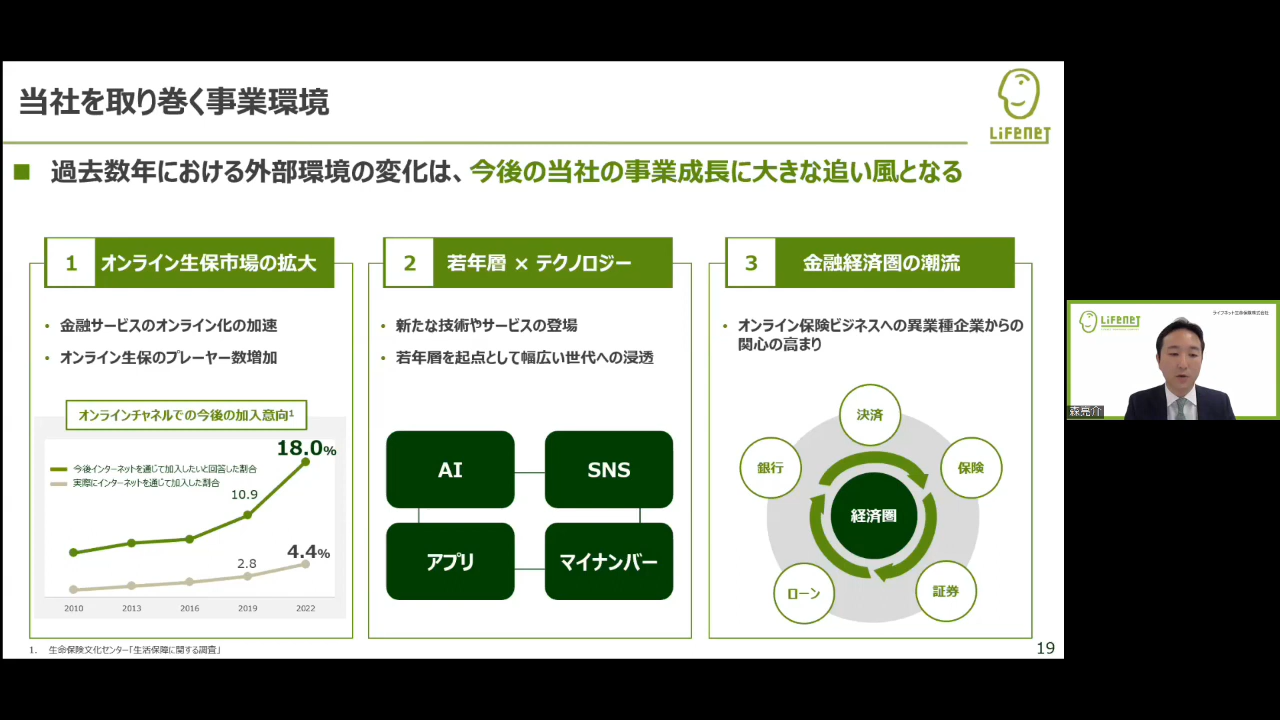 当社を取り巻く事業環境
LIFENET
■ 過去数年における外部環境の変化は、今後の当社の事業成長に大きな追い風となる
1 オンライン生保市場の拡大
• 金融サービスのオンライン化の加速
• オンライン生保のプレーヤー数増加
オンラインチャネルでの今後の加入意向1
18.0%
今後インターネットを通じて加入したいと回答した割合
実際にインターネットを通じて加入した割合
10.9
2.8
4.4%
2010 2013 2016 2019 2022
2 若年層 × テクノロジー
• 新たな技術やサービスの登場
• 若年層を起点として幅広い世代への浸透
AI
SNS
アプリ
マイナンバー
3 金融経済圏の潮流
• オンライン保険ビジネスへの異業種企業からの
関心の高まり
決済
銀行
保険
経済圏
ローン
証券
1. 生命保険文化センター「生活保障に関する調査」
19
LIFENET
ライフネット生命保険株式会社
森亮介